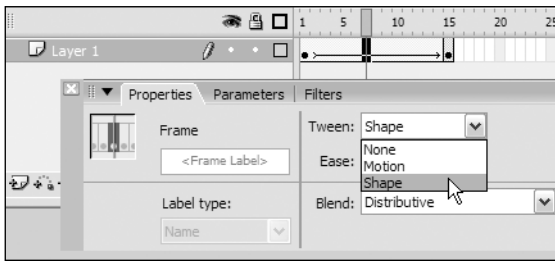 1 5 10 15 20 25
Layer 1
Properties Parameters Filters
Frame
Tween: Shape
<Frame Label>
None
Ease:
Motion
Shape
Label type:
Blend: Distributive
Name